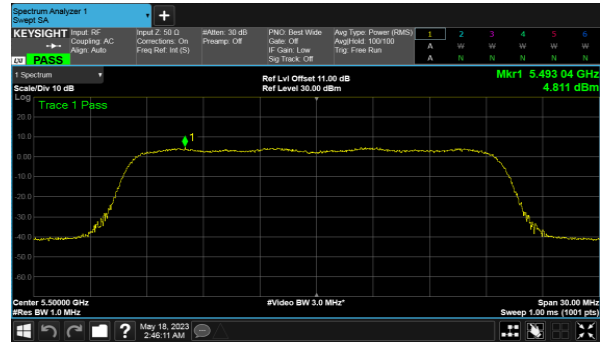 Spectrum Analyzer 1
Swept SA
+
KEYSIGHT Input: RF Input Z: 50 Ω #Atten: 30 dB PNO: Best Wide Avg Type: Power (RMS) 1 2 3 4 5 6
Coupling: AC Corrections: On Preamp: Off Gate: Off Avg|Hold: 100/100 A W W W W W
Align: Auto Freq Ref: Int (S) IF Gain: Low Trig: Free Run
LXI PASS Sig Track: Off A N N N N N
1 Spectrum Ref Lvl Offset 11.00 dB Mkr1 5.493 04 GHz
Scale/Div 10 dB Ref Level 30.00 dBm 4.811 dBm
Log Trace 1 Pass
20.0
10.0
1
0.00
-10.0
-20.0
-30.0
-40.0
-50.0
-60.0
Center 5.50000 GHz #Video BW 3.0 MHz* Span 30.00 MHz
#Res BW 1.0 MHz Sweep 1.00 ms (1001 pts)
? May 18, 2023
2:46:11 AM